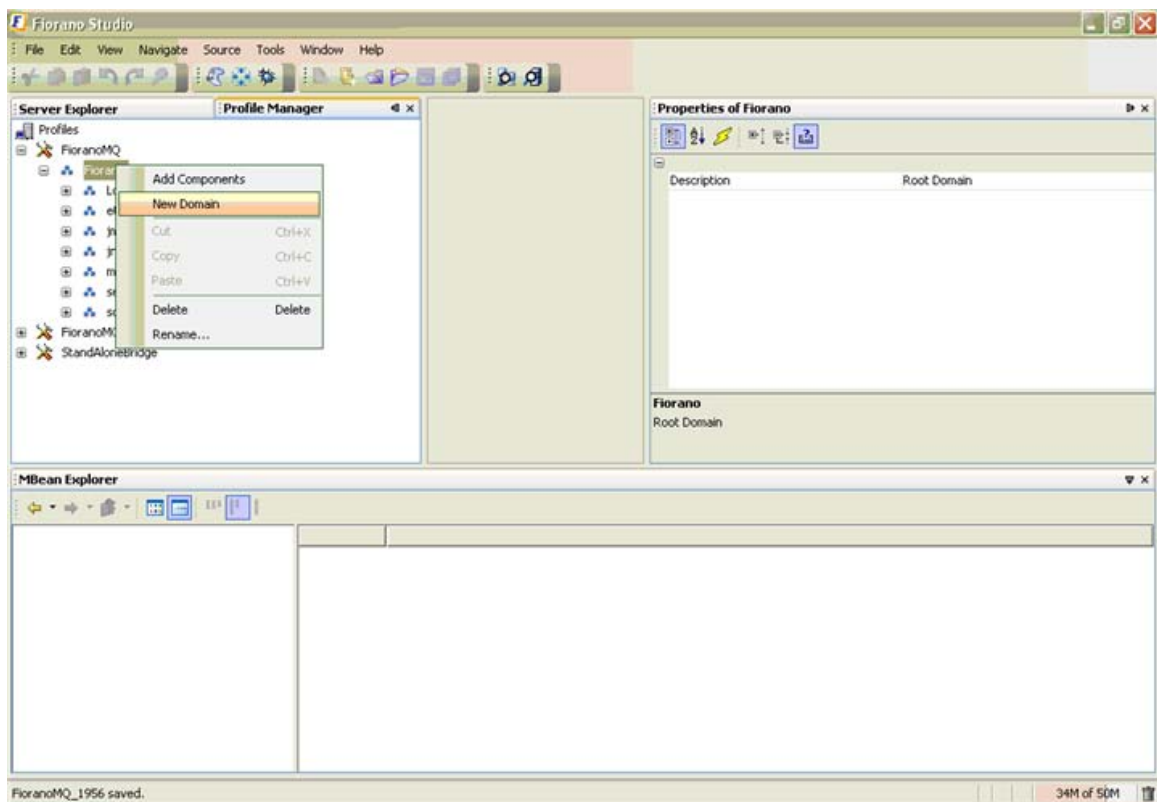 Fiorano Studio
File Edit View Navigate Source Tools Window Help
Server Explorer
Profile Manager
Properties of Fiorano
Profiles
FioranoMQ
Add Components
New Domain
Cut Ctrl+X
Copy Ctrl+C
Paste Ctrl+V
Delete Delete
Rename...
StandAloneBridge
Description Root Domain
Fiorano
Root Domain
MBean Explorer
FioranoMQ_1956 saved.
34M of 50M